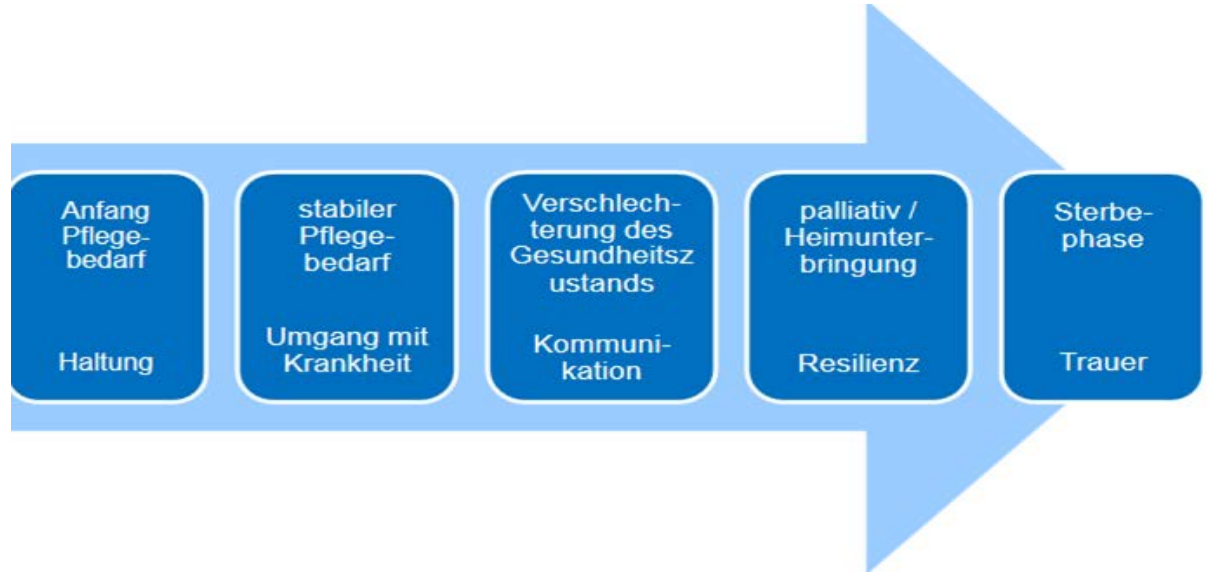 Anfang
Pflege-
bedarf
Haltung
stabiler
Pflege-
bedarf
Umgang mit
Krankheit
Verschlech-
terung des
Gesundheitsz
ustands
Kommuni-
kation
palliativ /
Heimunter-
bringung
Resilienz
Sterbe-
phase
Trauer